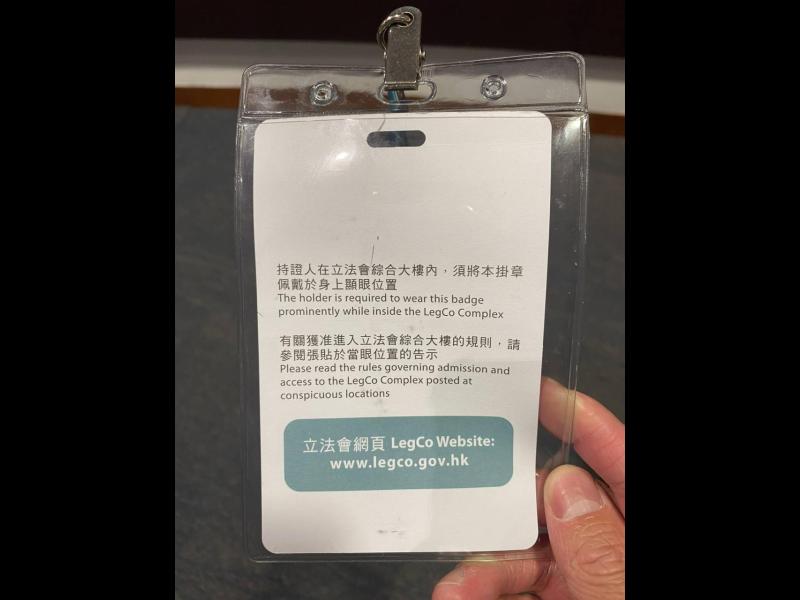 持證人在立法會綜合大樓內，須將本掛章
佩戴於身上顯眼位置
The holder is required to wear this badge
prominently while inside the LegCo Complex
有關獲准進入立法會綜合大樓的規則，請
參閱張貼於當眼位置的告示
Please read the rules governing admission and
access to the LegCo Complex posted at
conspicuous locations
立法會網頁 LegCo Website:
www.legco.gov.hk